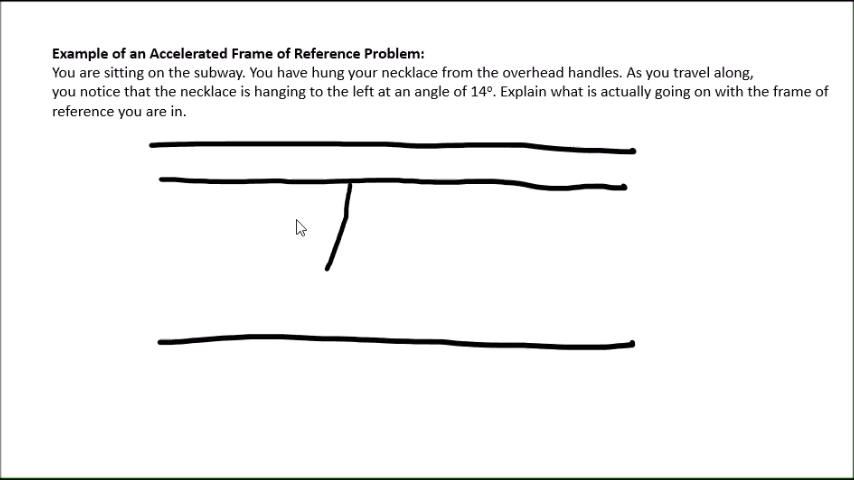 Example of an Accelerated Frame of Reference Problem:
You are sitting on the subway. You have hung your necklace from the overhead handles. As you travel along,
you notice that the necklace is hanging to the left at an angle of 14º. Explain what is actually going on with the frame of
reference you are in.